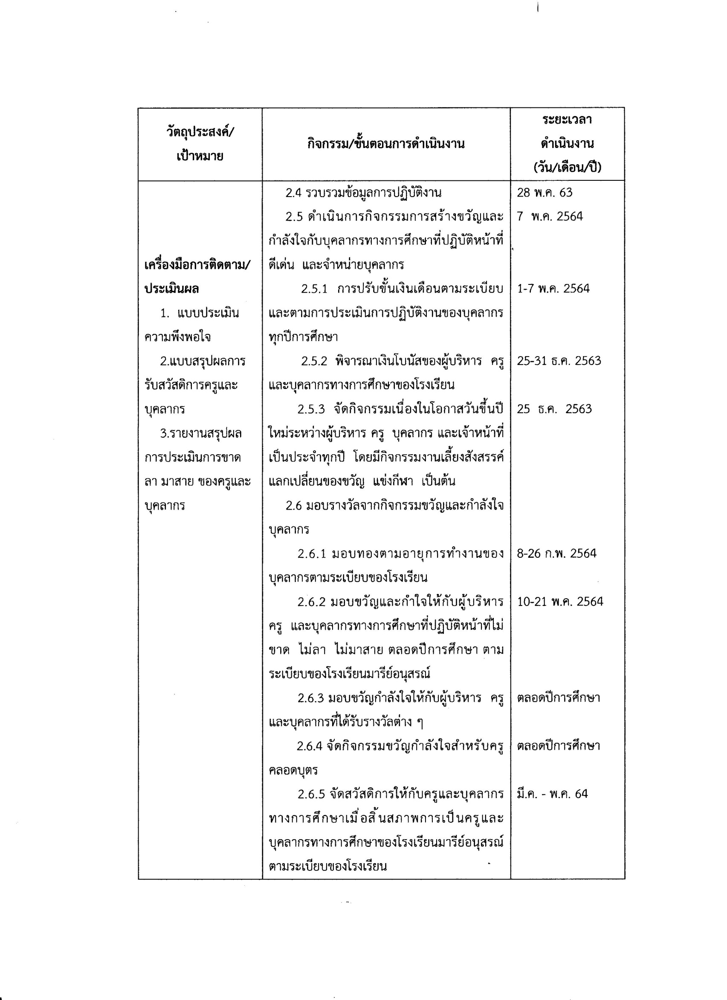 วัตถุประสงค์/
เป้าหมาย
กิจกรรม/ขั้นตอนการดำเนินงาน
ระยะเวลา
ดำเนินงาน
(วัน/เดือน/ปี)
เครื่องมือการติดตาม/
ประเมินผล
1. แบบประเมิน
ความพึงพอใจ
2.แบบสรุปผลการ
รับสวัสดิการครูและ
บุคลากร
3.รายงานสรุปผล
การประเมินการขาด
ลา มาสาย ของครูและ
บุคลากร
2.4 รวบรวมข้อมูลการปฏิบัติงาน
28 พ.ค. 63
2.5 ดำเนินการกิจกรรมการสร้างขวัญและ
7 พ.ค. 2564
กำลังใจกับบุคลากรทางการศึกษาที่ปฏิบัติหน้าที่
ดีเด่น และจำหน่ายบุคลากร
2.5.1 การปรับขั้นเงินเดือนตามระเบียบ
1-7 พ.ค. 2564
และตามการประเมินการปฏิบัติงานของบุคลากร
ทุกปีการศึกษา
2.5.2 พิจารณาเงินโบนัสของผู้บริหาร ครู
25-31 ธ.ค. 2563
และบุคลากรทางการศึกษาของโรงเรียน
2.5.3 จัดกิจกรรมเนื่องในโอกาสวันขึ้นปี
25 ธ.ค. 2563
ใหม่ระหว่างผู้บริหาร ครู บุคลากร และเจ้าหน้าที่
เป็นประจำทุกปี โดยมีกิจกรรมงานเลี้ยงสังสรรค์
แลกเปลี่ยนของขวัญ แข่งกีฬา เป็นต้น
2.6 มอบรางวัลจากกิจกรรมขวัญและกำลังใจ
บุคลากร
2.6.1 มอบทองตามอายุการทำงานของ
8-26 ก.พ. 2564
บุคลากรตามระเบียบของโรงเรียน
2.6.2 มอบขวัญและกำใจให้กับผู้บริหาร
10-21 พ.ค. 2564
ครู และบุคลากรทางการศึกษาที่ปฏิบัติหน้าที่ไม่
ขาด ไม่ลา ไม่มาสาย ตลอดปีการศึกษา ตาม
ระเบียบของโรงเรียนมารีย์อนุสรณ์
2.6.3 มอบขวัญกำลังใจให้กับผู้บริหาร ครู
ตลอดปีการศึกษา
และบุคลากรที่ได้รับรางวัลต่าง ๆ
2.6.4 จัดกิจกรรมขวัญกำลังใจสำหรับครู
ตลอดปีการศึกษา
คลอดบุตร
2.6.5 จัดสวัสดิการให้กับครูและบุคลากร
มี.ค. - พ.ค. 64
ทางการศึกษาเมื่อสิ้นสภาพการเป็นครูและ
บุคลากรทางการศึกษาของโรงเรียนมารีย์อนุสรณ์
ตามระเบียบของโรงเรียน